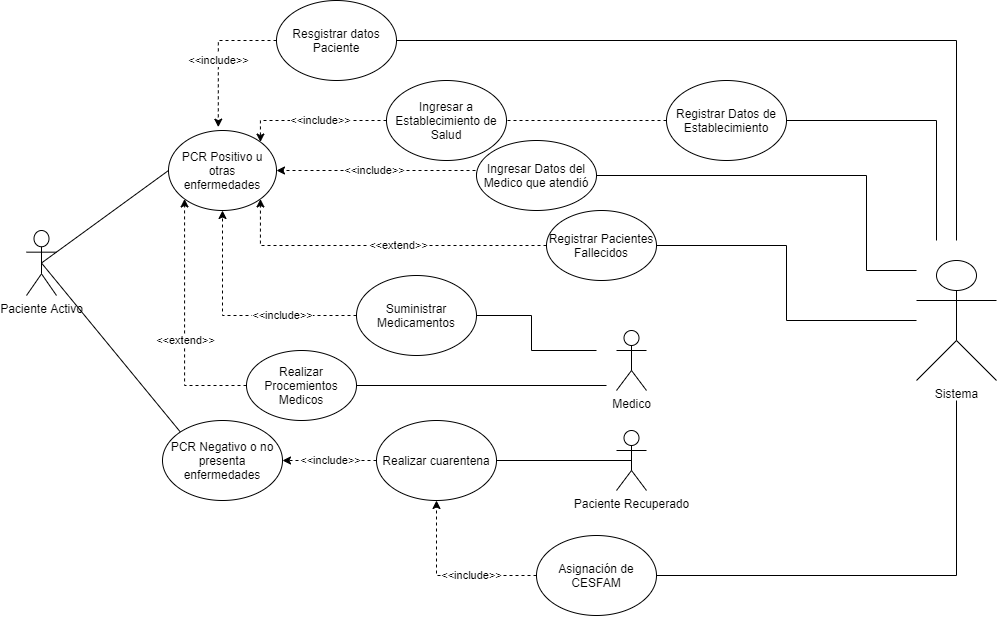 Resgistrar datos
Paciente
<<include>>
Ingresar a
Establecimiento de
Salud
<<include>>
Registrar Datos de
Establecimiento
PCR Positivo u
otras
enfermedades
<<include>>
Ingresar Datos del
Medico que atendió
<<extend>>
Registrar Pacientes
Fallecidos
Paciente Activo
<<include>>
Suministrar
Medicamentos
<<extend>>
Realizar
Procemientos
Medicos
Medico
Sistema
PCR Negativo o no
presenta
enfermedades
<<include>>
Realizar cuarentena
Paciente Recuperado
<<include>>
Asignación de
CESFAM